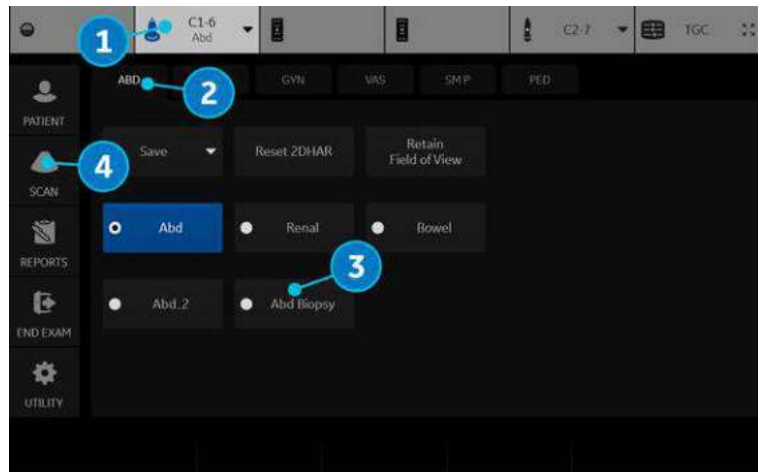 C1-6
Abd
C2-7
TGC
1
ABD
GYN
VAS
SMP
PED
2
PATIENT
Save
Reset 2DHAR
Retain
Field of View
4
SCAN
Abd
Renal
Bowel
REPORTS
3
Abd_2
Abd Biopsy
END EXAM
UTILITY